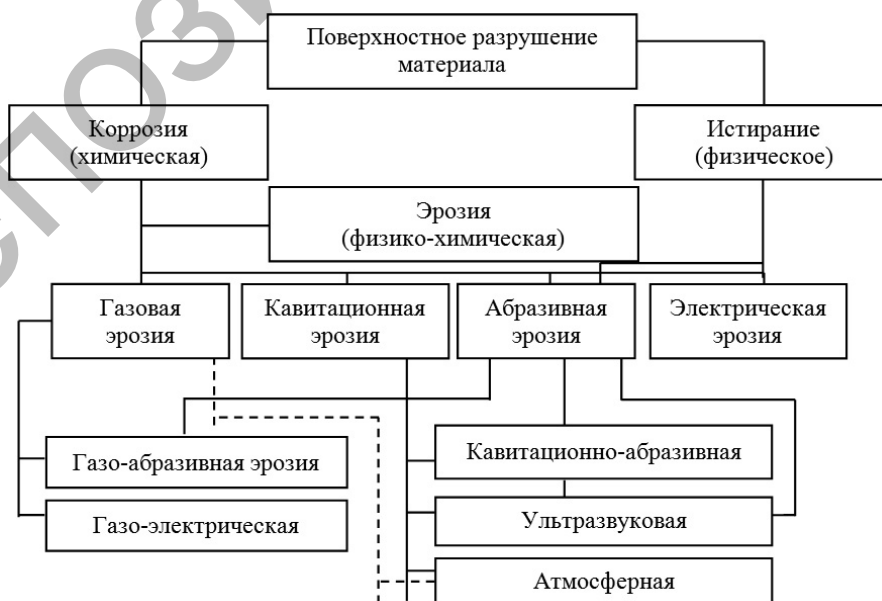 Поверхностное разрушение
материала
Коррозия
(химическая)
Истирание
(физическое)
Эрозия
(физико-химическая)
Газовая
эрозия
Кавитационная
эрозия
Абразивная
эрозия
Электрическая
эрозия
Газо-абразивная эрозия
Газо-электрическая
Кавитационно-абразивная
Ультразвуковая
Атмосферная